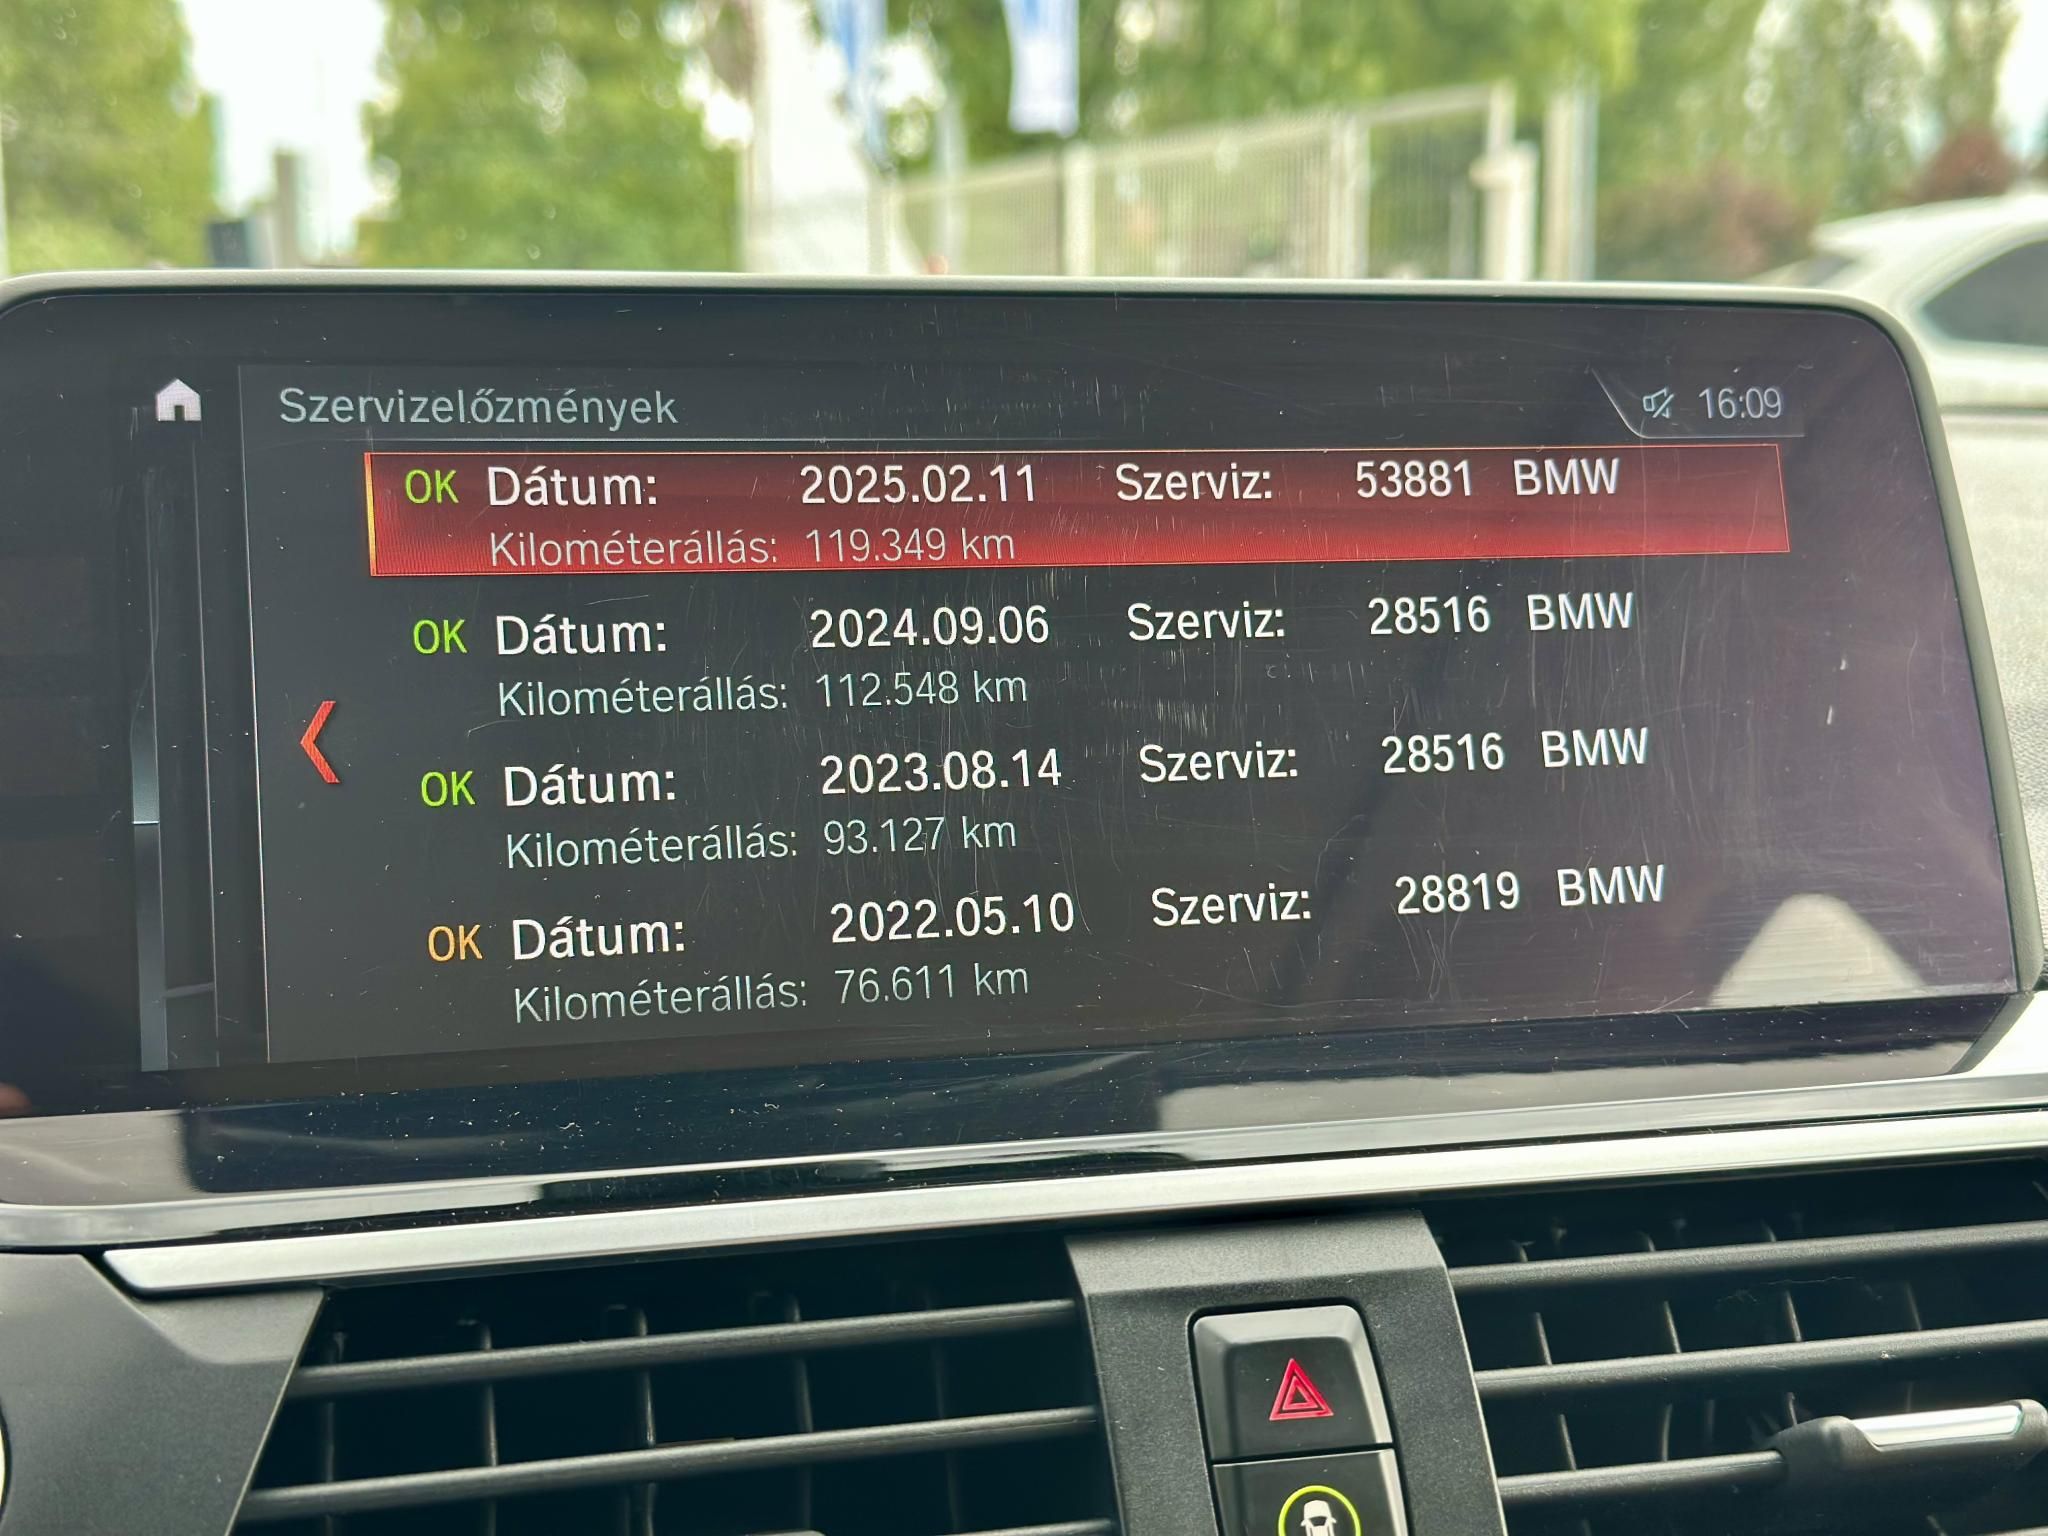 Szervizelőzmények
16:09
OK Dátum: 2025.02.11 Szerviz: 53881 BMW
Kilométerállás: 119.349 km
OK Dátum: 2024.09.06 Szerviz: 28516 BMW
Kilométerállás: 112.548 km
OK Dátum: 2023.08.14 Szerviz: 28516 BMW
Kilométerállás: 93.127 km
OK Dátum: 2022.05.10 Szerviz: 28819 BMW
Kilométerállás: 76.611 km